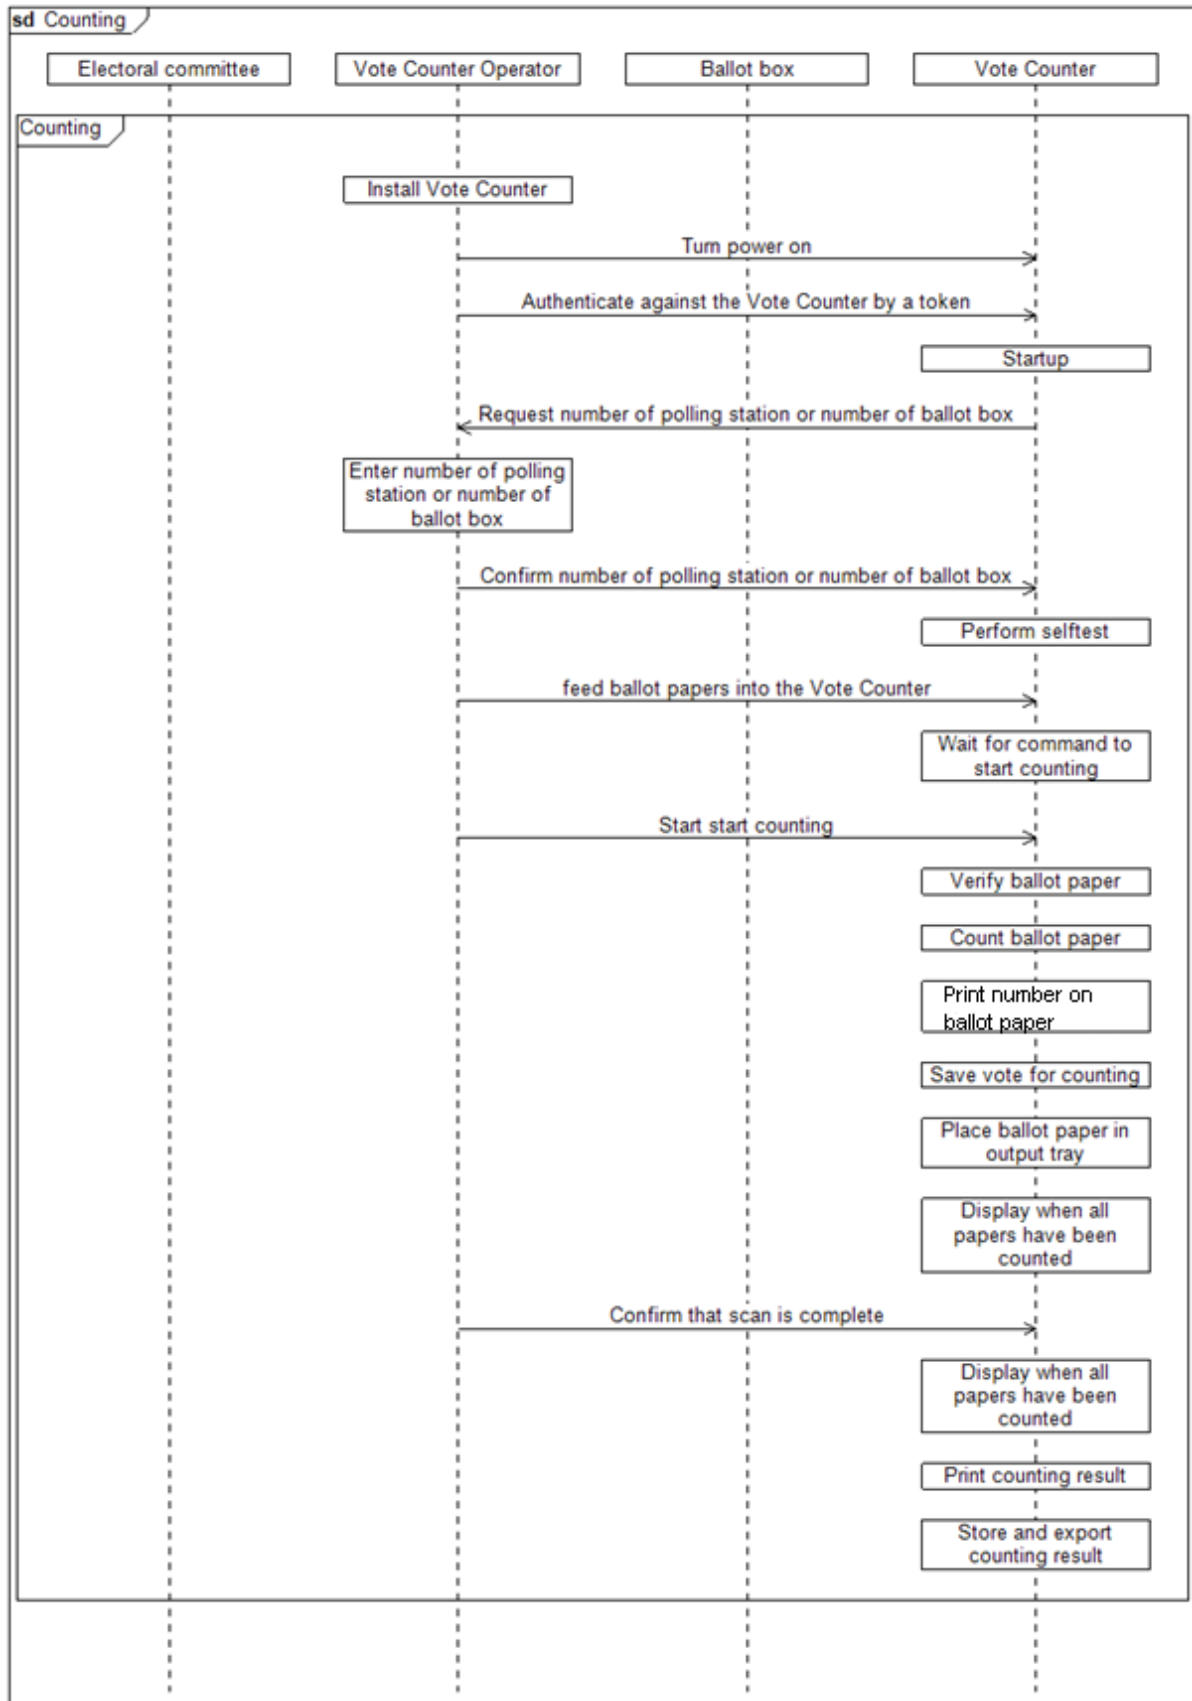 sd Counting
Electoral committee
Vote Counter Operator
Ballot box
Vote Counter
Counting
Install Vote Counter
Turn power on
Authenticate against the Vote Counter by a token
Startup
Request number of polling station or number of ballot box
Enter number of polling
station or number of
ballot box
Confirm number of polling station or number of ballot box
Perform selftest
feed ballot papers into the Vote Counter
Wait for command to
start counting
Start start counting
Verify ballot paper
Count ballot paper
Print number on
ballot paper
Save vote for counting
Place ballot paper in
output tray
Display when all
papers have been
counted
Confirm that scan is complete
Display when all
papers have been
counted
Print counting result
Store and export
counting result